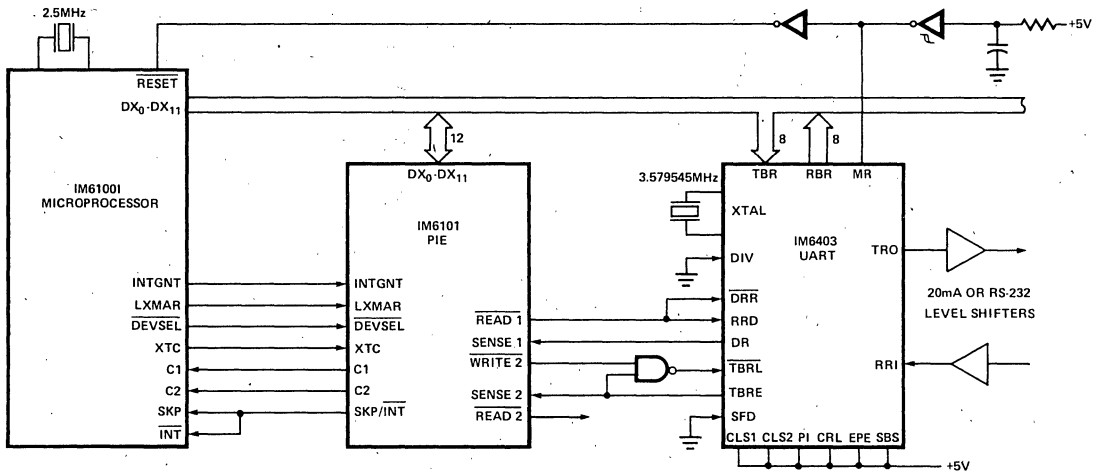 2.5MHz
+5V
RESET
DX0-DX11
12
8
8
DX0-DX11
TBR
RBR
MR
IM6100I
MICROPROCESSOR
IM6101
PIE
3.579545MHz
XTAL
IM6403
UART
DIV
TRO
20mA OR RS-232
LEVEL SHIFTERS
INTGNT
INTGNT
LXMAR
LXMAR
DEVSEL
DEVSEL
XTC
XTC
C1
C1
C2
C2
SKP
SKP/INT
INT
READ 1
SENSE 1
WRITE 2
SENSE 2
READ 2
DRR
RRD
DR
TBRL
TBRE
SFD
RRI
CLS1 CLS2 PI CRL EPE SBS
+5V